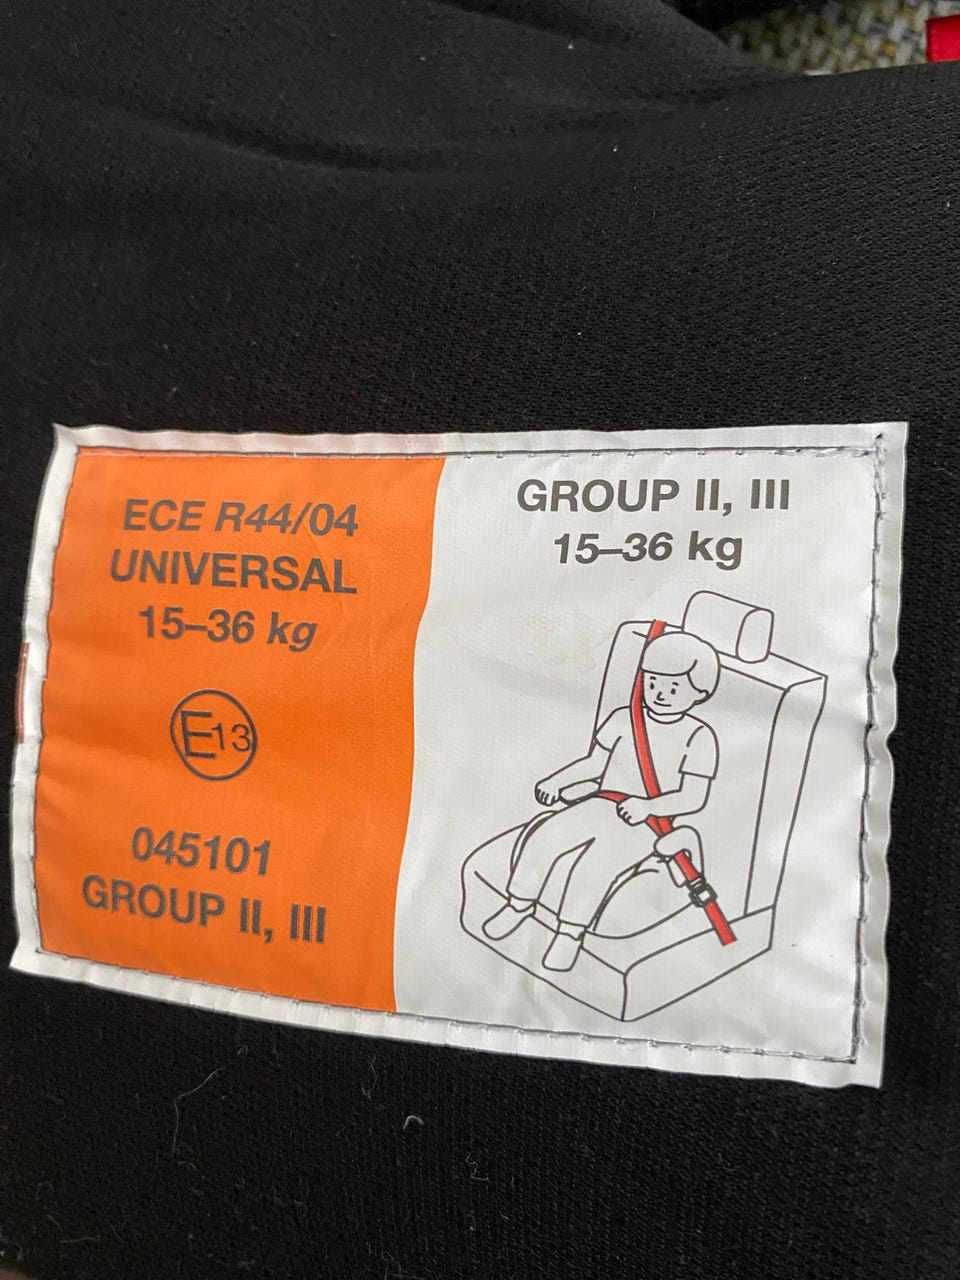 ECE R44/04
UNIVERSAL
15–36 kg
E13
045101
GROUP II, III
GROUP II, III
15–36 kg